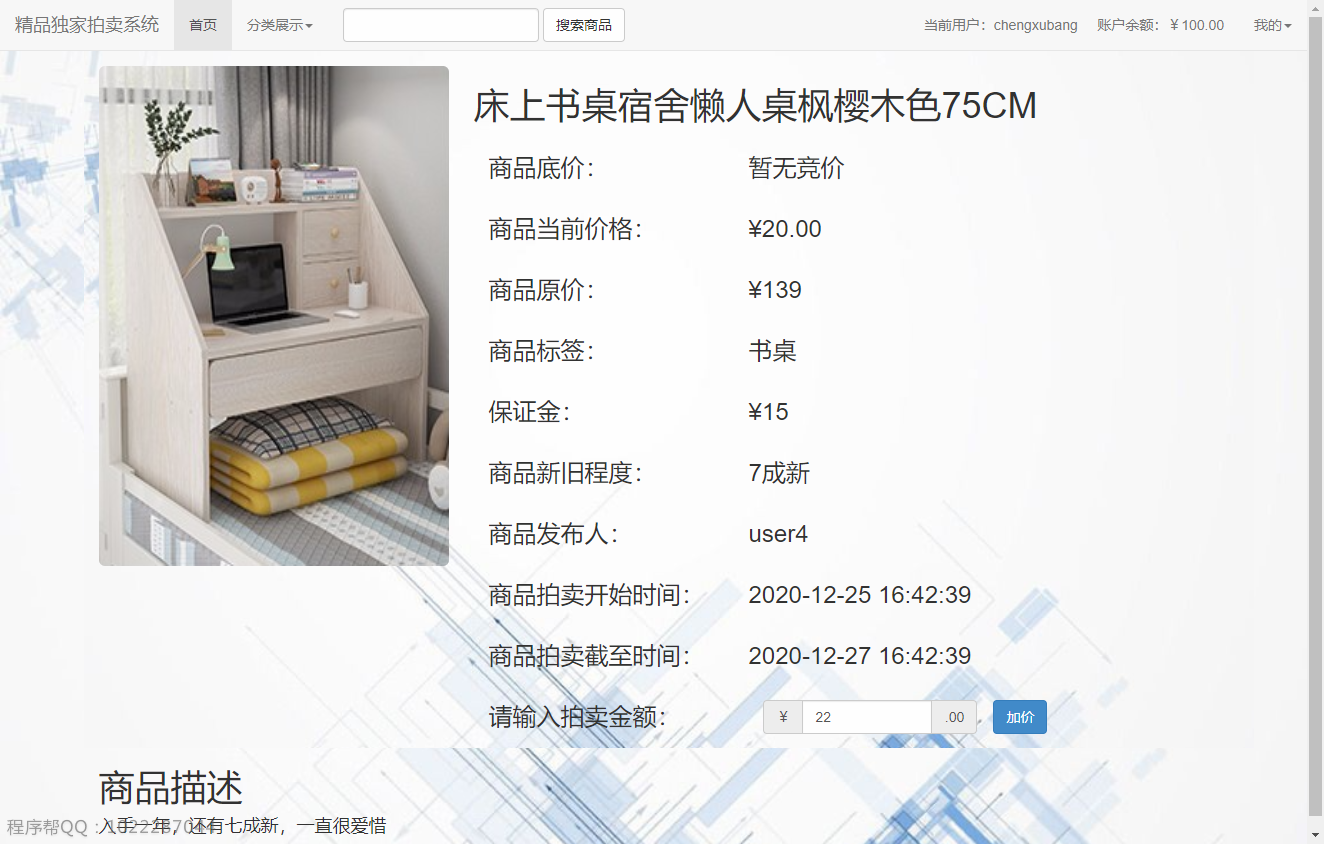 精品独家拍卖系统 首页 分类展示 搜索商品 当前用户：chengxubang 账户余额：￥100.00 我的
床上书桌宿舍懒人桌枫樱木色75CM
商品底价： 暂无竞价
商品当前价格： ¥20.00
商品原价： ¥139
商品标签： 书桌
保证金： ¥15
商品新旧程度： 7成新
商品发布人： user4
商品拍卖开始时间： 2020-12-25 16:42:39
商品拍卖截至时间： 2020-12-27 16:42:39
请输入拍卖金额： ￥ 22 .00 加价
商品描述
入手一年，还有七成新，一直很爱惜
程序帮QQ：